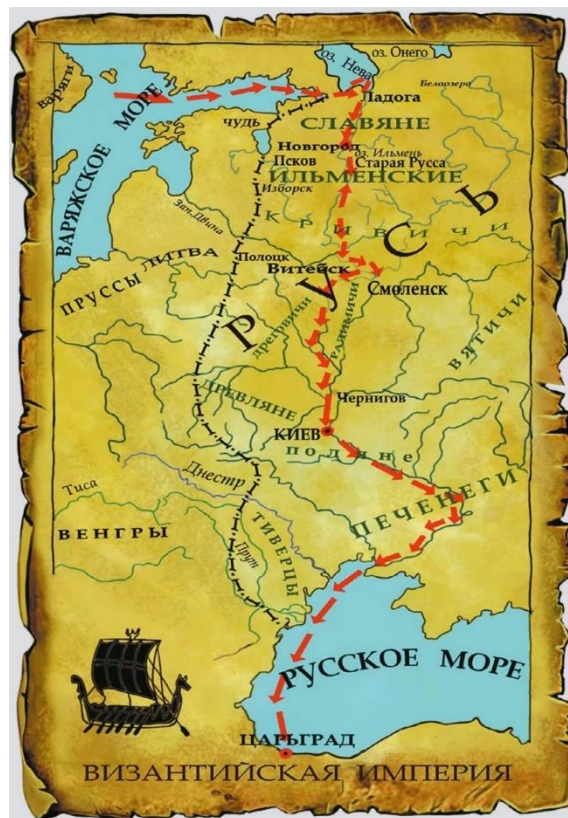 оз. Онего
оз. Нева
варяги
Белоозеро
Ладога
ВАРЯЖСКОЕ МОРЕ
чудь
СЛАВЯНЕ
Новгород
оз. Ильмень
Псков
Старая Русса
ИЛЬМЕНСКИЕ
Изборск
Зап. Двина
КРИВИЧИ
РУСЬ
ЛИТВА
Полоцк
Витейск
ПРУССЫ
Смоленск
дреговичи
радимичи
ВЯТИЧИ
ДРЕВЛЯНЕ
Чернигов
КИЕВ
поляне
Днестр
Тиса
ПЕЧЕНЕГИ
ВЕНГРЫ
ТИВЕРЦЫ
Прут
РУССКОЕ МОРЕ
ЦАРЬГРАД
ВИЗАНТИЙСКАЯ ИМПЕРИЯ